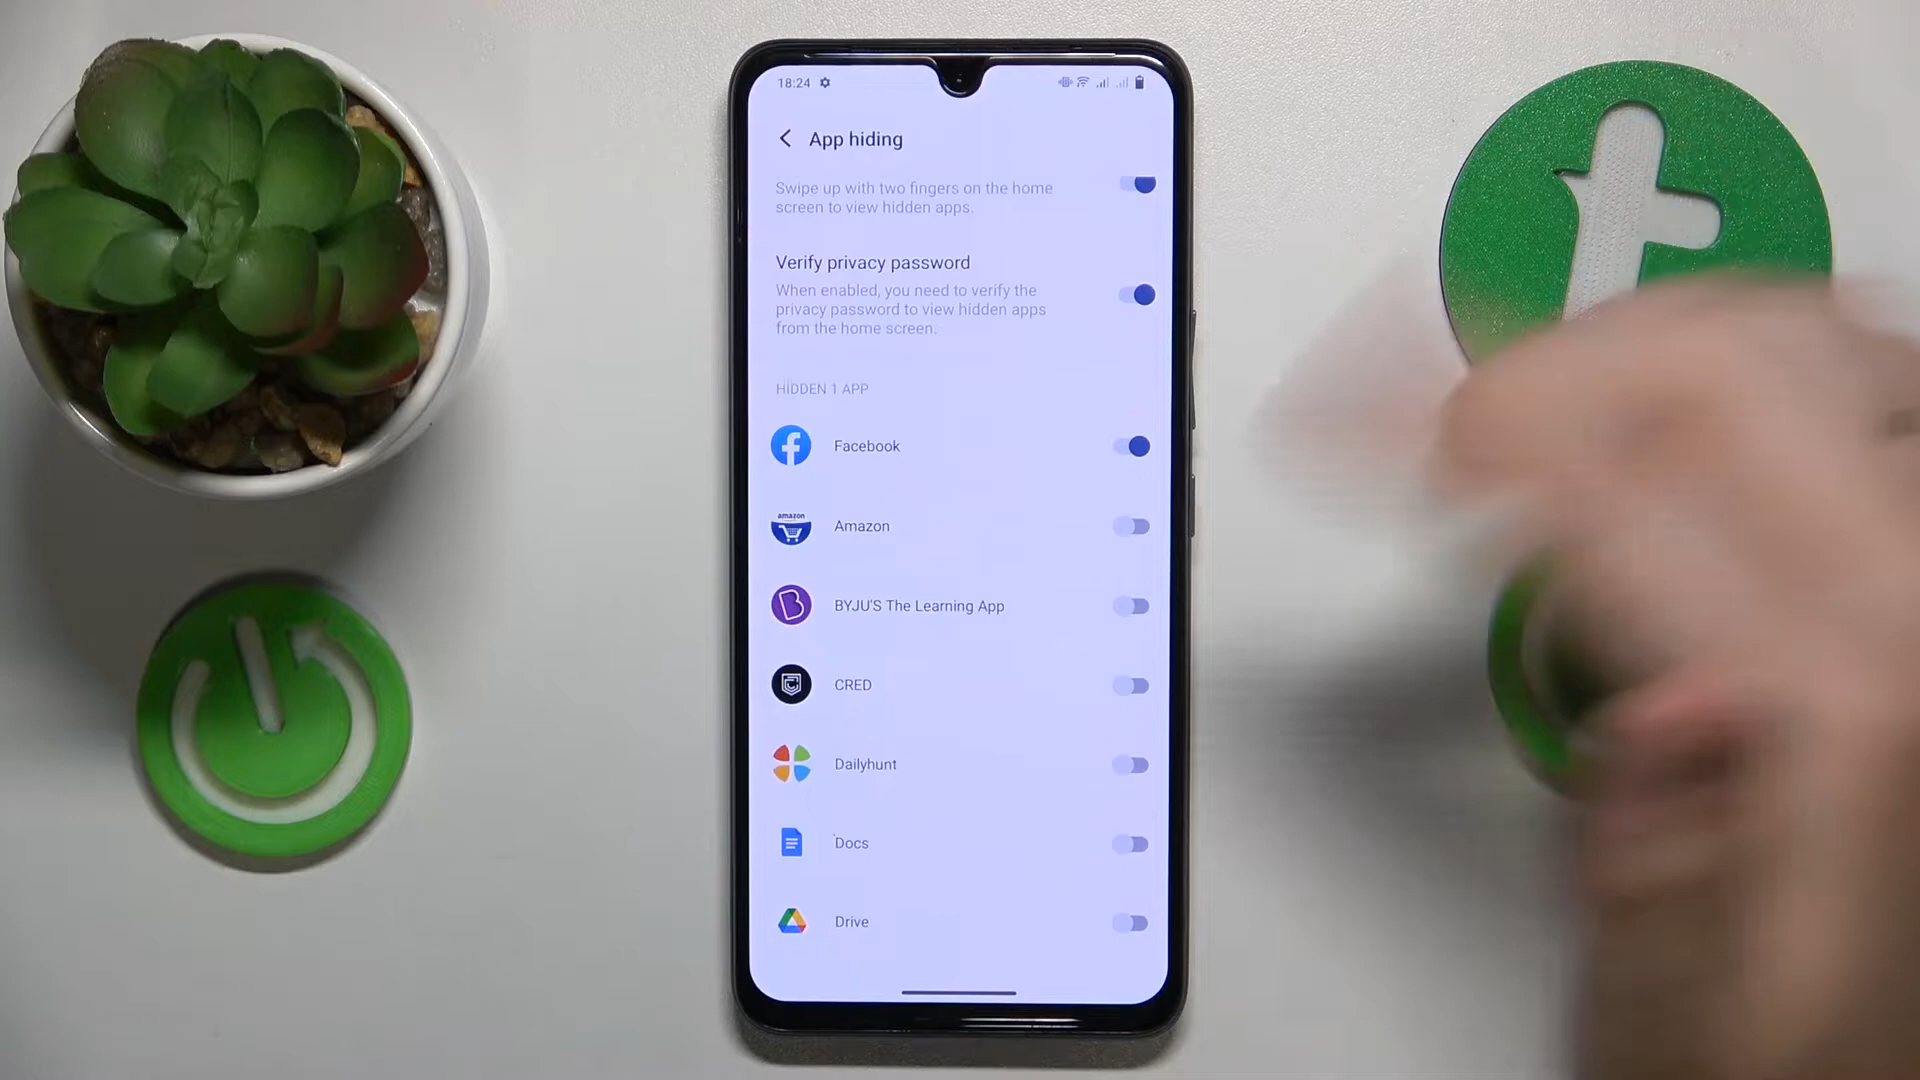 18:24
App hiding
Swipe up with two fingers on the home
screen to view hidden apps.
Verify privacy password
When enabled, you need to verify the
privacy password to view hidden apps
from the home screen.
HIDDEN 1 APP
Facebook
amazon
Amazon
BYJU'S The Learning App
CRED
Dailyhunt
Docs
Drive